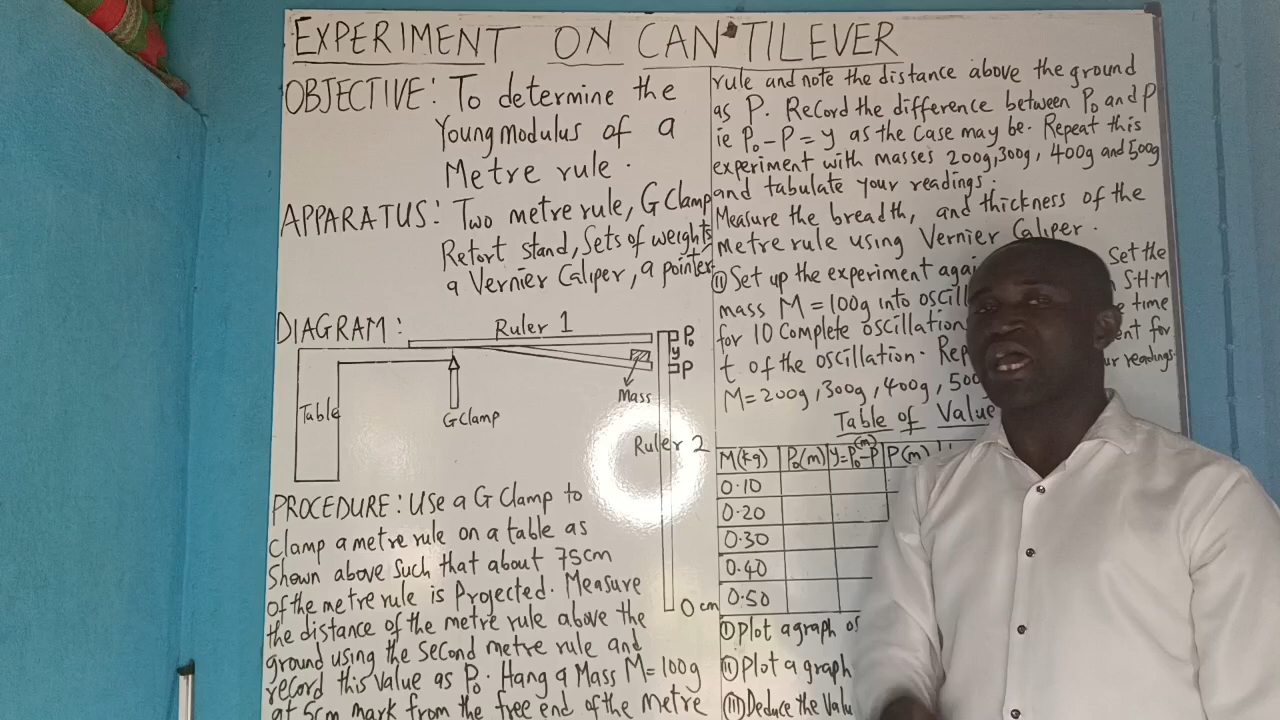 EXPERIMENT ON CANTILEVER
OBJECTIVE: To determine the
Young modulus of a
Metre rule.
APPARATUS: Two metre rule, G Clamp
Retort stand, Sets of weights
a Vernier Caliper, a pointer
DIAGRAM:
Ruler 1
P₀
y
P
Mass
Table
G Clamp
Ruler 2
0 cm
PROCEDURE: Use a G Clamp to
Clamp a metre rule on a table as
Shown above such that about 75cm
of the metre rule is Projected. Measure
the distance of the metre rule above the
ground using the second metre rule and
record this value as P₀. Hang a Mass M=100g
at 5cm mark from the free end of the metre
rule and note the distance above the ground
as P. Record the difference between P₀ and P
ie P₀-P=y as the case may be. Repeat this
experiment with masses 200g,300g, 400g and 500g
and tabulate your readings.
Measure the breadth, and thickness of the
metre rule using Vernier Caliper.
(ii) Set up the experiment Set the
mass M=100g into S.H.M
for 10 Complete time
t of the oscillation. for
M=200g,300g,400g, readings.
Table of Value
M(kg) P₀(m) y=P₀-P (m) P(m)
0.10
0.20
0.30
0.40
0.50
(i) Plot a graph of
(ii) Plot a graph
(iii) Deduce the